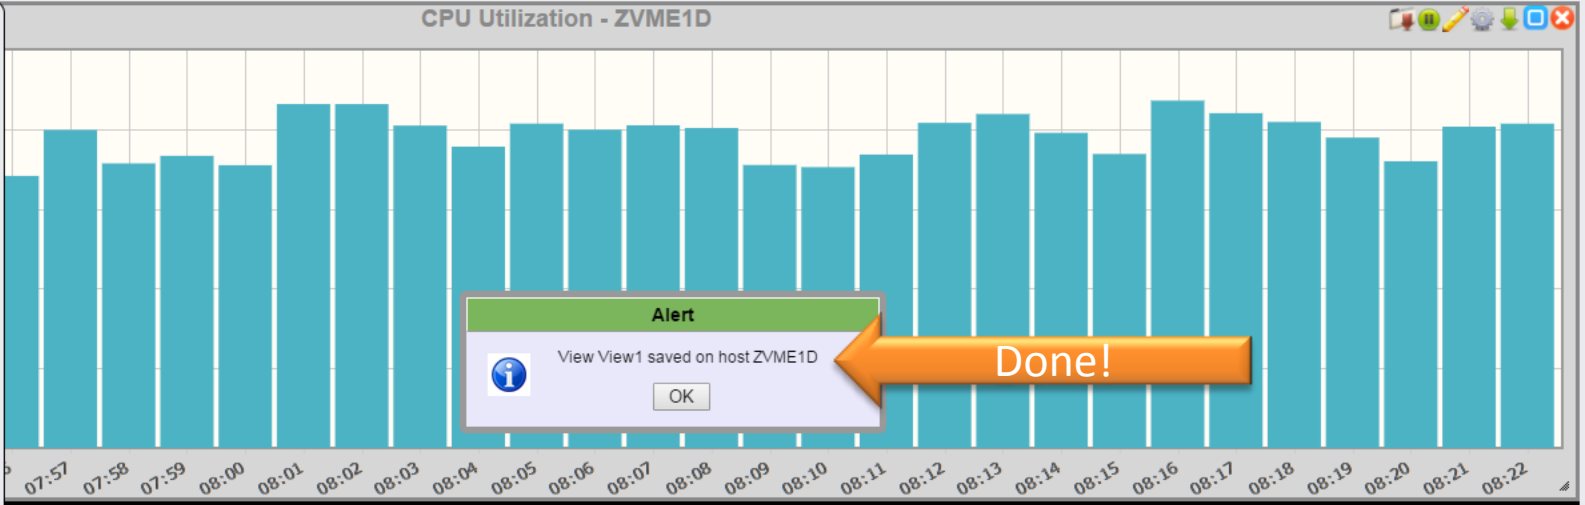 CPU Utilization - ZVME1D
Alert
View View1 saved on host ZVME1D
OK
Done!
07:57 07:58 07:59 08:00 08:01 08:02 08:03 08:04 08:05 08:06 08:07 08:08 08:09 08:10 08:11 08:12 08:13 08:14 08:15 08:16 08:17 08:18 08:19 08:20 08:21 08:22